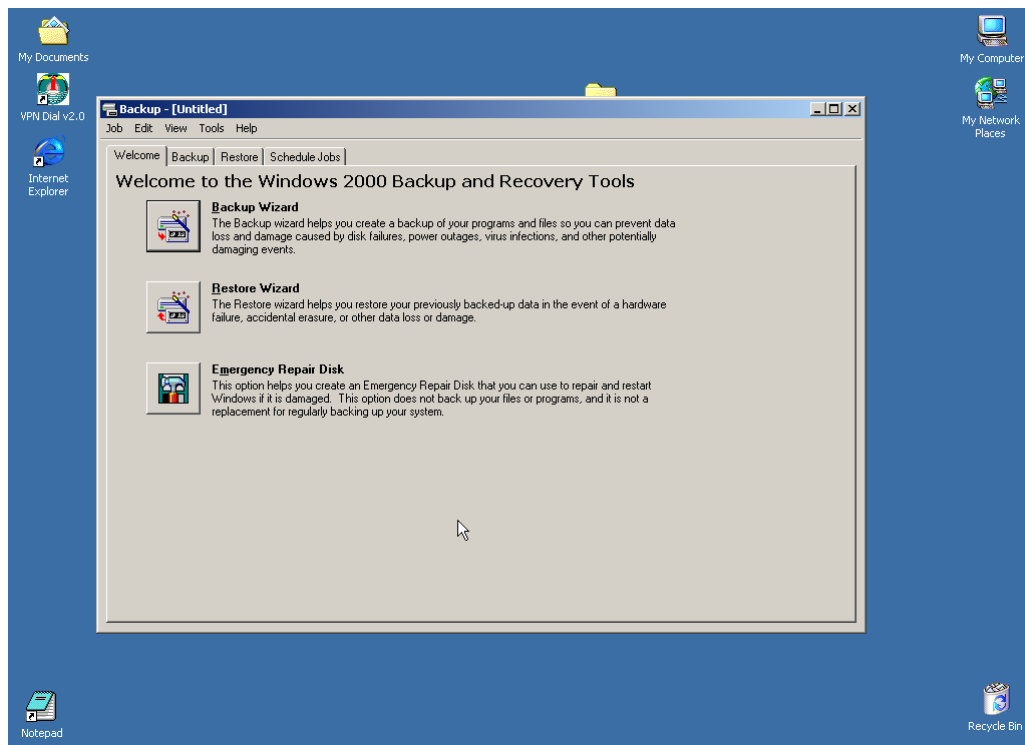 My Documents
My Computer
VPN Dial v2.0
My Network
Places
Internet
Explorer
Backup - [Untitled]
Job Edit View Tools Help
Welcome Backup Restore Schedule Jobs
Welcome to the Windows 2000 Backup and Recovery Tools
Backup Wizard
The Backup wizard helps you create a backup of your programs and files so you can prevent data
loss and damage caused by disk failures, power outages, virus infections, and other potentially
damaging events.
Restore Wizard
The Restore wizard helps you restore your previously backed-up data in the event of a hardware
failure, accidental erasure, or other data loss or damage.
Emergency Repair Disk
This option helps you create an Emergency Repair Disk that you can use to repair and restart
Windows if it is damaged. This option does not back up your files or programs, and it is not a
replacement for regularly backing up your system.
Notepad
Recycle Bin